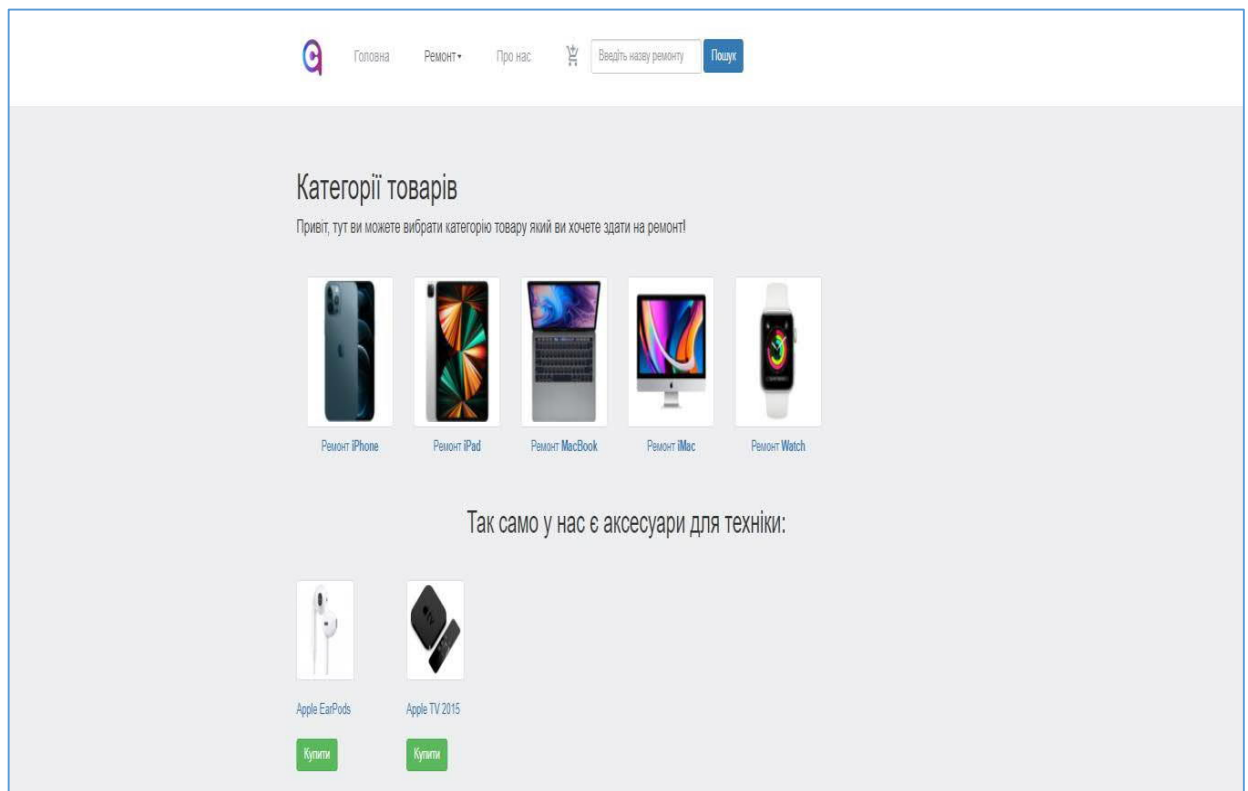 Головна Ремонт Про нас Введіть назву ремонту Пошук
Категорії товарів
Привіт, тут ви можете вибрати категорію товару який ви хочете здати на ремонт!
Ремонт iPhone Ремонт iPad Ремонт MacBook Ремонт iMac Ремонт Watch
Так само у нас є аксесуари для техніки:
tv
Apple EarPods Apple TV 2015
Купити Купити